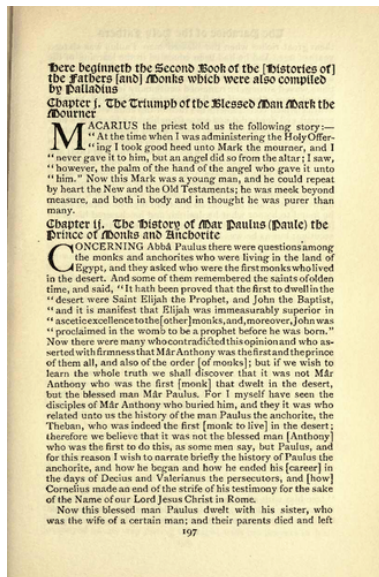 Here beginneth the Second Book of the [Histories of]
the Fathers [and] Monks which were also compiled
by Palladius
Chapter j. The Triumph of the Blessed Man Mark the
Mourner
MACARIUS the priest told us the following story:—
"At the time when I was administering the Holy Offer-
"ing I took good heed unto Mark the mourner, and I
"never gave it to him, but an angel did so from the altar; I saw,
"however, the palm of the hand of the angel who gave it unto
"him." Now this Mark was a young man, and he could repeat
by heart the New and the Old Testaments; he was meek beyond
measure, and both in body and in thought he was purer than
many.
Chapter ij. The History of Mar Paulus (Paule) the
Prince of Monks and Anchorite
CONCERNING Abbâ Paulus there were questions among
the monks and anchorites who were living in the land of
Egypt, and they asked who were the first monks who lived
in the desert. And some of them remembered the saints of olden
time, and said, "It hath been proved that the first to dwell in the
"desert were Saint Elijah the Prophet, and John the Baptist,
"and it is manifest that Elijah was immeasurably superior in
"ascetic excellence to the [other] monks, and, moreover, John was
"proclaimed in the womb to be a prophet before he was born."
Now there were many who contradicted this opinion and who as-
serted with firmness that Mâr Anthony was the first and the prince
of them all, and also of the order [of monks]; but if we wish to
learn the whole truth we shall discover that it was not Mâr
Anthony who was the first [monk] that dwelt in the desert,
but the blessed man Mâr Paulus. For I myself have seen the
disciples of Mâr Anthony who buried him, and they it was who
related unto us the history of the man Paulus the anchorite, the
Theban, who was indeed the first [monk to live] in the desert;
therefore we believe that it was not the blessed man [Anthony]
who was the first to do this, as some men say, but Paulus, and
for this reason I wish to narrate briefly the history of Paulus the
anchorite, and how he began and how he ended his [career] in
the days of Decius and Valerianus the persecutors, and [how]
Cornelius made an end of the strife of his testimony for the sake
of the Name of our Lord Jesus Christ in Rome.
Now this blessed man Paulus dwelt with his sister, who
was the wife of a certain man; and their parents died and left
197